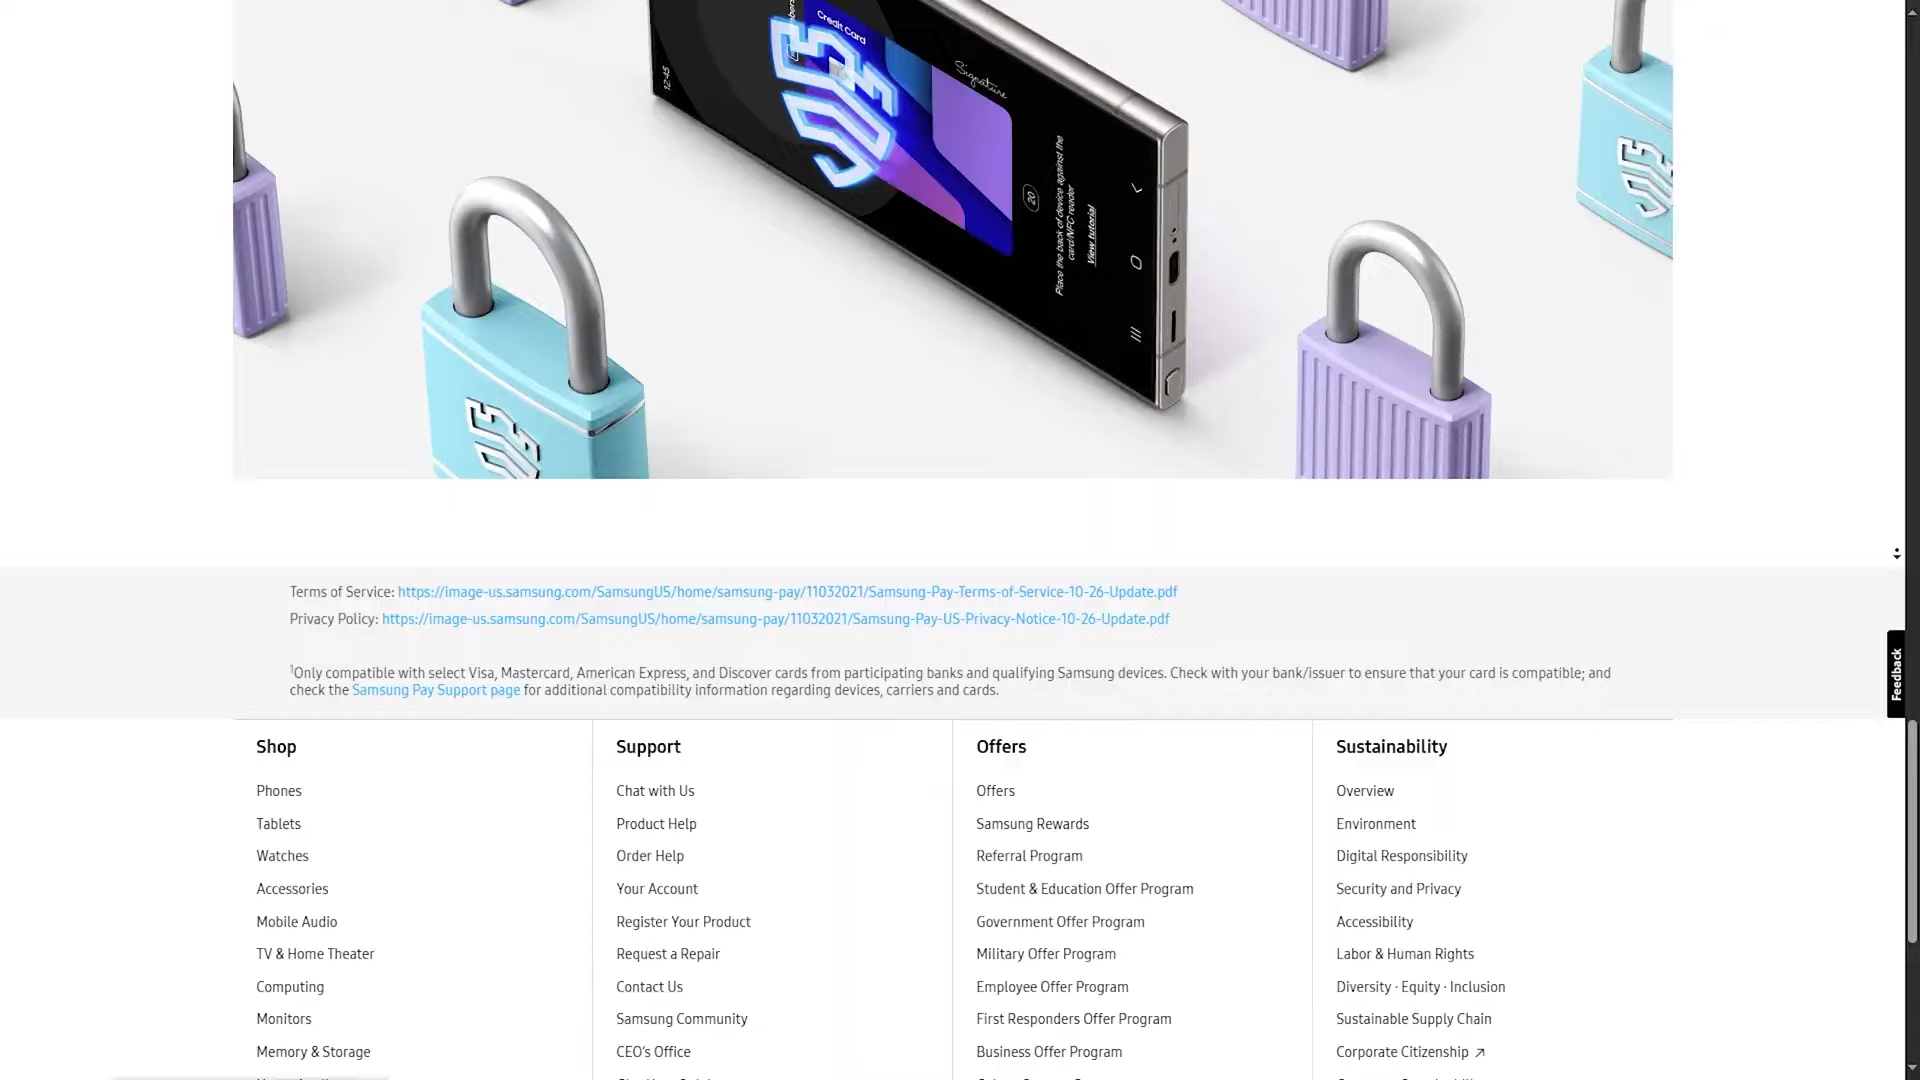 Credit Card
Signature
12:45
20
Place the back of device against the
card/NFC reader
View tutorial
Terms of Service: https://image-us.samsung.com/SamsungUS/home/samsung-pay/11032021/Samsung-Pay-Terms-of-Service-10-26-Update.pdf
Privacy Policy: https://image-us.samsung.com/SamsungUS/home/samsung-pay/11032021/Samsung-Pay-US-Privacy-Notice-10-26-Update.pdf
Feedback
1Only compatible with select Visa, Mastercard, American Express, and Discover cards from participating banks and qualifying Samsung devices. Check with your bank/issuer to ensure that your card is compatible; and
check the Samsung Pay Support page for additional compatibility information regarding devices, carriers and cards.
Shop
Phones
Tablets
Watches
Accessories
Mobile Audio
TV & Home Theater
Computing
Monitors
Memory & Storage
Support
Chat with Us
Product Help
Order Help
Your Account
Register Your Product
Request a Repair
Contact Us
Samsung Community
CEO's Office
Offers
Offers
Samsung Rewards
Referral Program
Student & Education Offer Program
Government Offer Program
Military Offer Program
Employee Offer Program
First Responders Offer Program
Business Offer Program
Sustainability
Overview
Environment
Digital Responsibility
Security and Privacy
Accessibility
Labor & Human Rights
Diversity · Equity · Inclusion
Sustainable Supply Chain
Corporate Citizenship